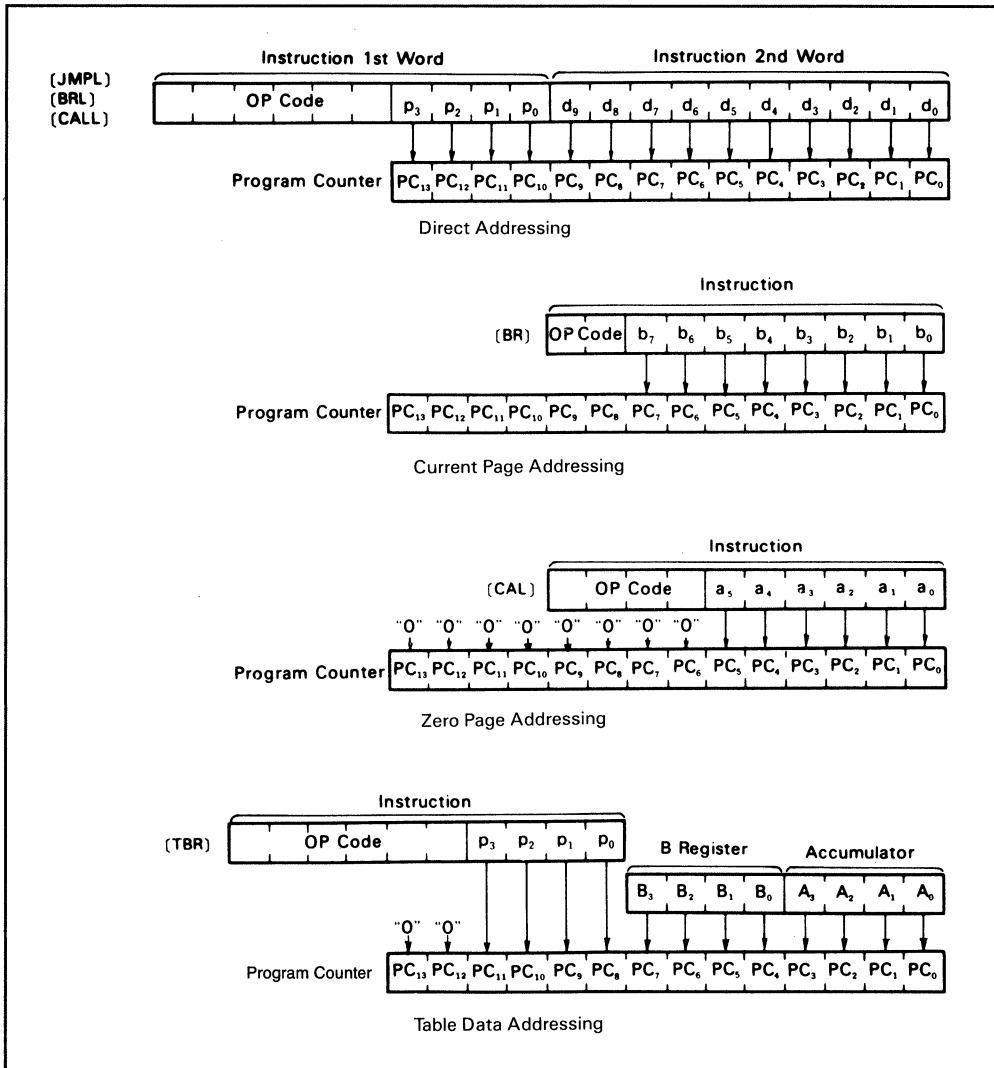 Instruction 1st Word Instruction 2nd Word
(JMPL)
(BRL)
(CALL)
OP Code p₃ p₂ p₁ p₀ d₉ d₈ d₇ d₆ d₅ d₄ d₃ d₂ d₁ d₀
Program Counter PC₁₃ PC₁₂ PC₁₁ PC₁₀ PC₉ PC₈ PC₇ PC₆ PC₅ PC₄ PC₃ PC₂ PC₁ PC₀
Direct Addressing
Instruction
(BR) OP Code b₇ b₆ b₅ b₄ b₃ b₂ b₁ b₀
Program Counter PC₁₃ PC₁₂ PC₁₁ PC₁₀ PC₉ PC₈ PC₇ PC₆ PC₅ PC₄ PC₃ PC₂ PC₁ PC₀
Current Page Addressing
Instruction
(CAL) OP Code a₅ a₄ a₃ a₂ a₁ a₀
"0" "0" "0" "0" "0" "0" "0" "0"
Program Counter PC₁₃ PC₁₂ PC₁₁ PC₁₀ PC₉ PC₈ PC₇ PC₆ PC₅ PC₄ PC₃ PC₂ PC₁ PC₀
Zero Page Addressing
Instruction
(TBR) OP Code p₃ p₂ p₁ p₀
B Register Accumulator
B₃ B₂ B₁ B₀ A₃ A₂ A₁ A₀
"0" "0"
Program Counter PC₁₃ PC₁₂ PC₁₁ PC₁₀ PC₉ PC₈ PC₇ PC₆ PC₅ PC₄ PC₃ PC₂ PC₁ PC₀
Table Data Addressing